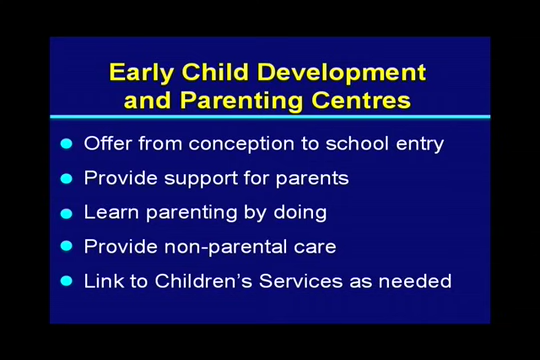 Early Child Development
and Parenting Centres
Offer from conception to school entry
Provide support for parents
Learn parenting by doing
Provide non-parental care
Link to Children's Services as needed